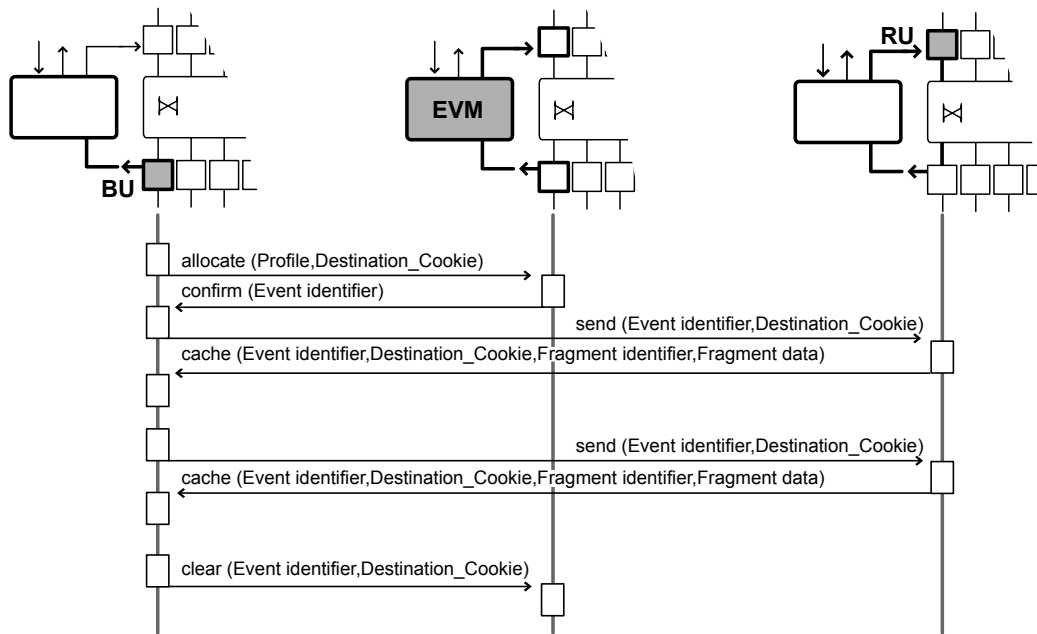 RU
EVM
BU
allocate (Profile,Destination_Cookie)
confirm (Event identifier)
send (Event identifier,Destination_Cookie)
cache (Event identifier,Destination_Cookie,Fragment identifier,Fragment data)
send (Event identifier,Destination_Cookie)
cache (Event identifier,Destination_Cookie,Fragment identifier,Fragment data)
clear (Event identifier,Destination_Cookie)